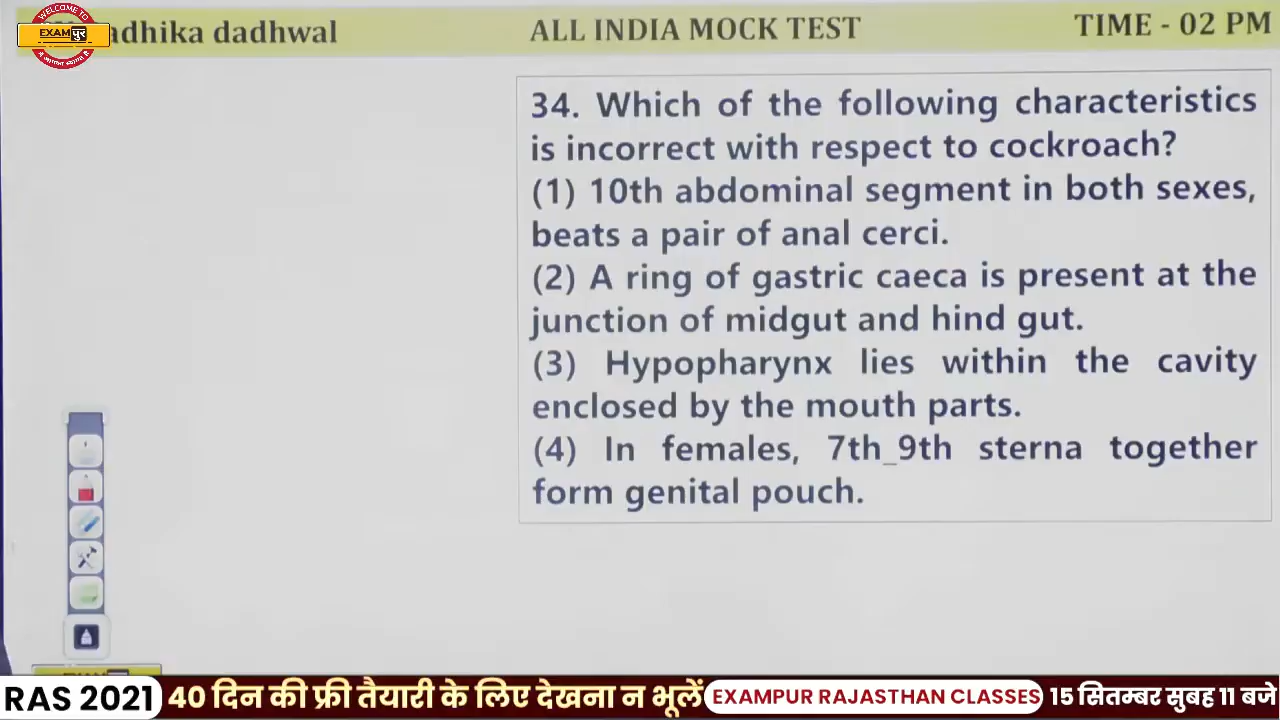 WELCOME TO
EXAMपुर
adhika dadhwal
ALL INDIA MOCK TEST
TIME - 02 PM
34. Which of the following characteristics
is incorrect with respect to cockroach?
(1) 10th abdominal segment in both sexes,
beats a pair of anal cerci.
(2) A ring of gastric caeca is present at the
junction of midgut and hind gut.
(3) Hypopharynx lies within the cavity
enclosed by the mouth parts.
(4) In females, 7th_9th sterna together
form genital pouch.
RAS 2021
40 दिन की फ्री तैयारी के लिए देखना न भूलें
EXAMPUR RAJASTHAN CLASSES
15 सितम्बर सुबह 11 बजे